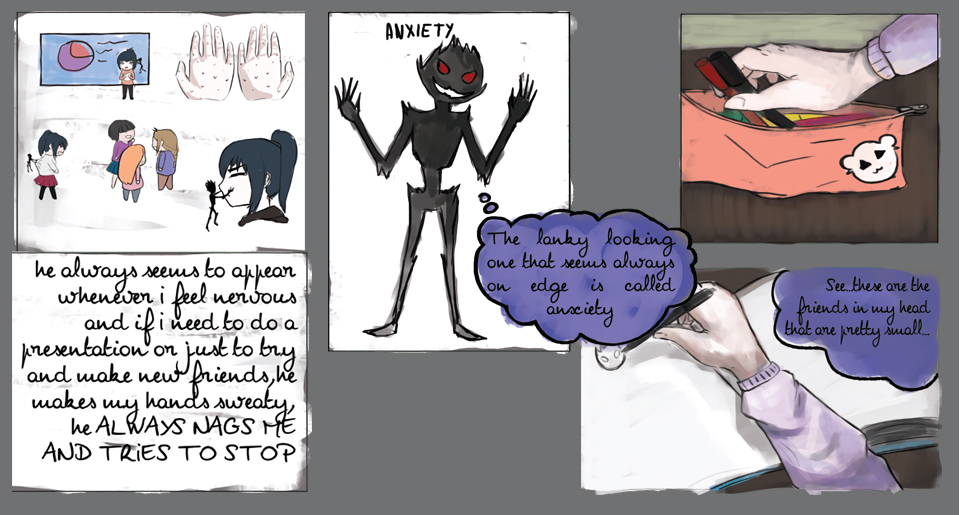 See...these are the
friends in my head
that are pretty small...
ANXIETY
The lanky looking
one that seems always
on edge is called
anxiety
he always seems to appear
whenever i feel nervous
and if i need to do a
presentation or just to try
and make new friends,he
makes my hands sweaty,
he ALWAYS NAGS ME
AND TRiES TO STOP